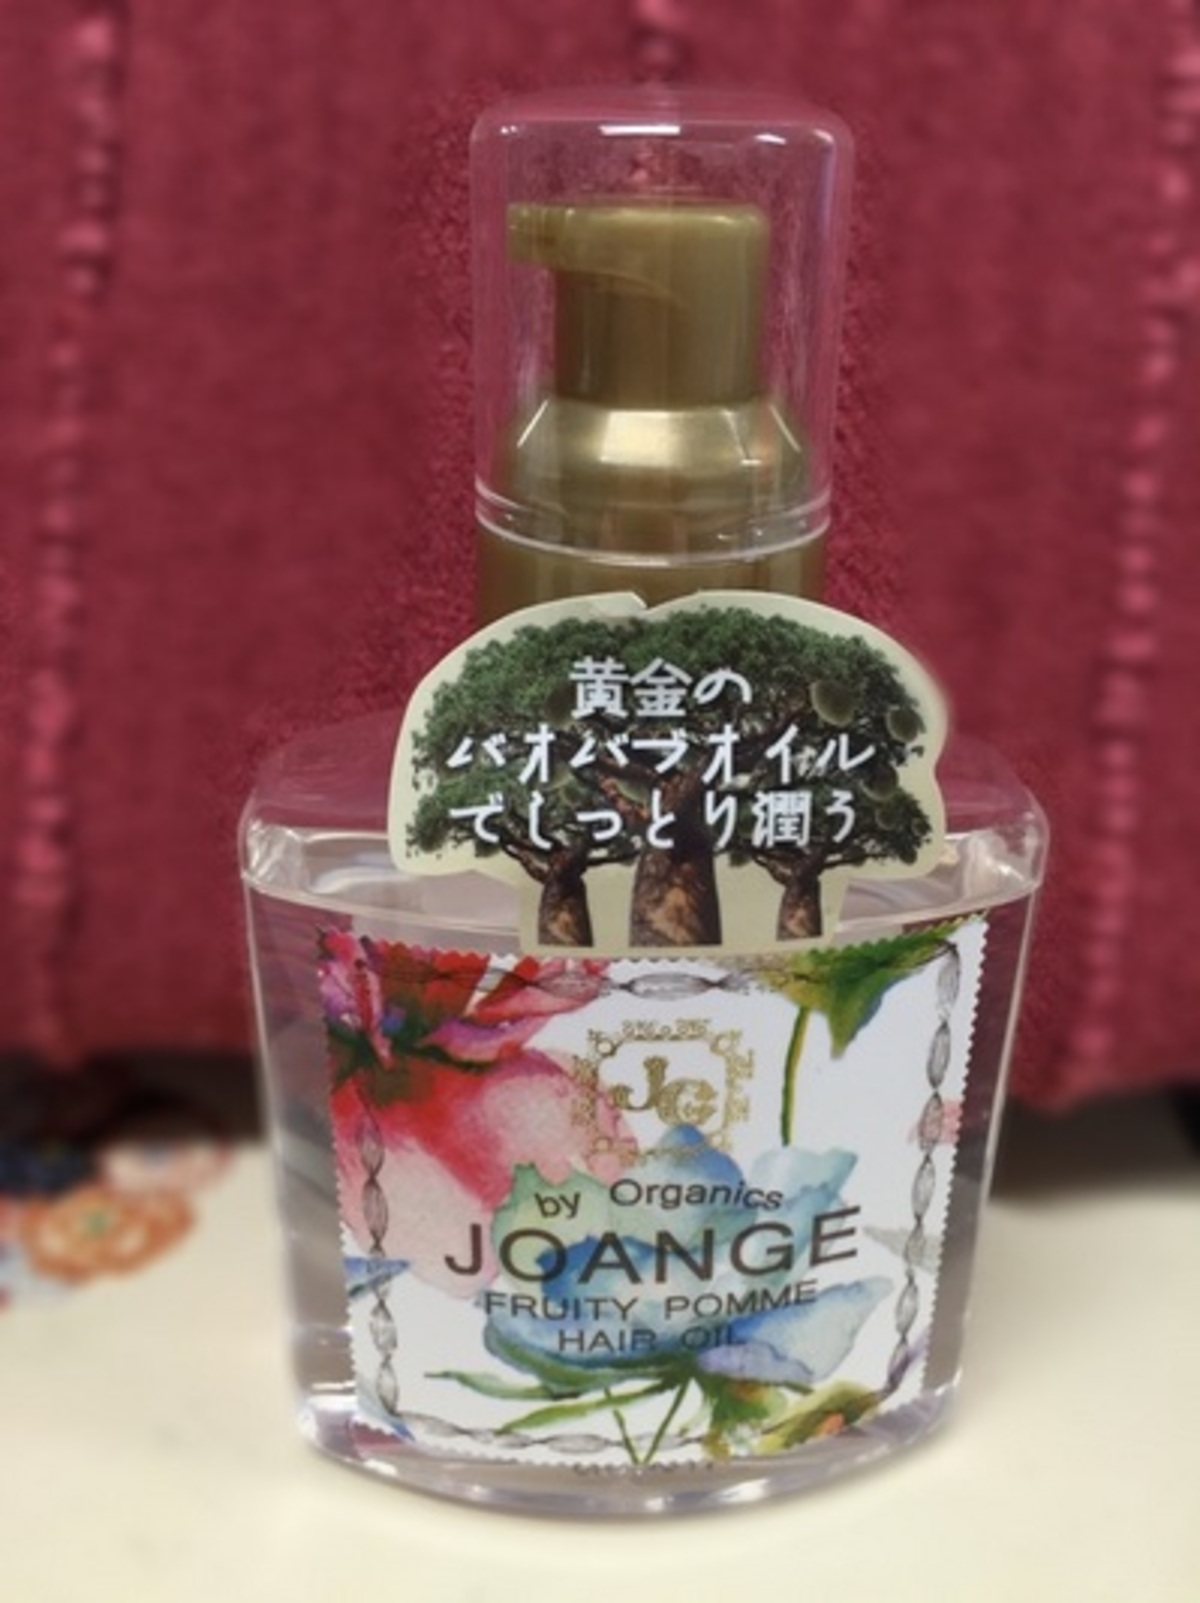 黄金の
バオバブオイル
でしっとり潤う
JG
by Organics
JOANGE
FRUITY POMME
HAIR OIL